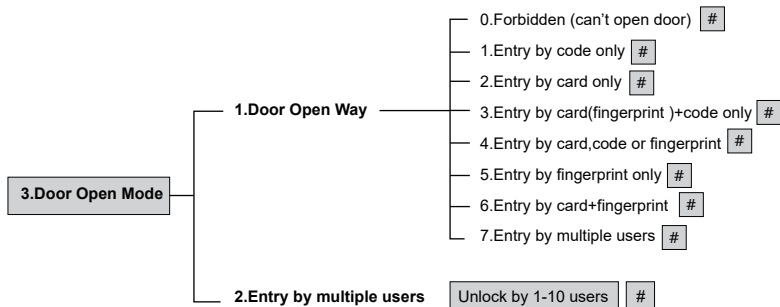 0.Forbidden (can't open door) #
1.Entry by code only #
2.Entry by card only #
1.Door Open Way
3.Entry by card(fingerprint )+code only #
4.Entry by card,code or fingerprint #
3.Door Open Mode
5.Entry by fingerprint only #
6.Entry by card+fingerprint #
7.Entry by multiple users #
2.Entry by multiple users Unlock by 1-10 users #